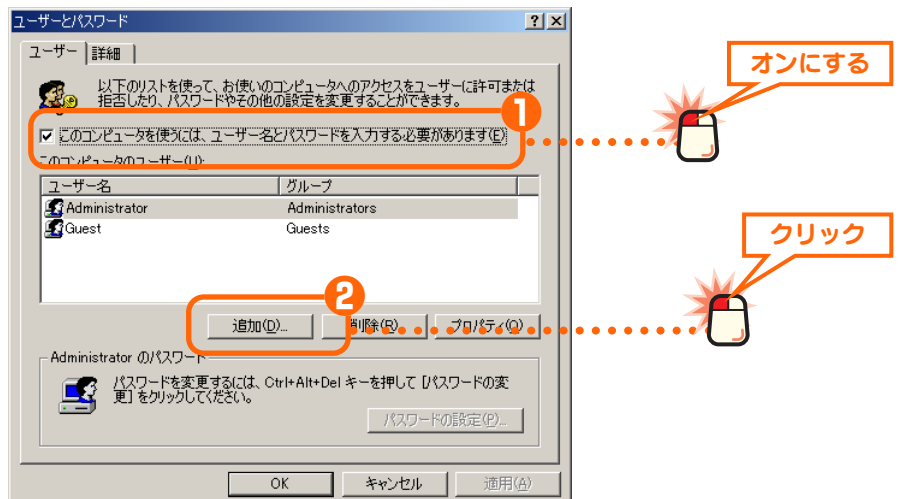 ユーザーとパスワード
ユーザー 詳細
以下のリストを使って、お使いのコンピュータへのアクセスをユーザーに許可または
拒否したり、パスワードやその他の設定を変更することができます。
1
オンにする
このコンピュータを使うには、ユーザー名とパスワードを入力する必要があります(E)
このコンピュータのユーザー(U):
ユーザー名 グループ
Administrator Administrators
Guest Guests
クリック
2
追加(D)... 削除(R) プロパティ(O)
Administrator のパスワード
パスワードを変更するには、Ctrl+Alt+Del キーを押して [パスワードの変
更] をクリックしてください。
パスワードの設定(P)...
OK キャンセル 適用(A)